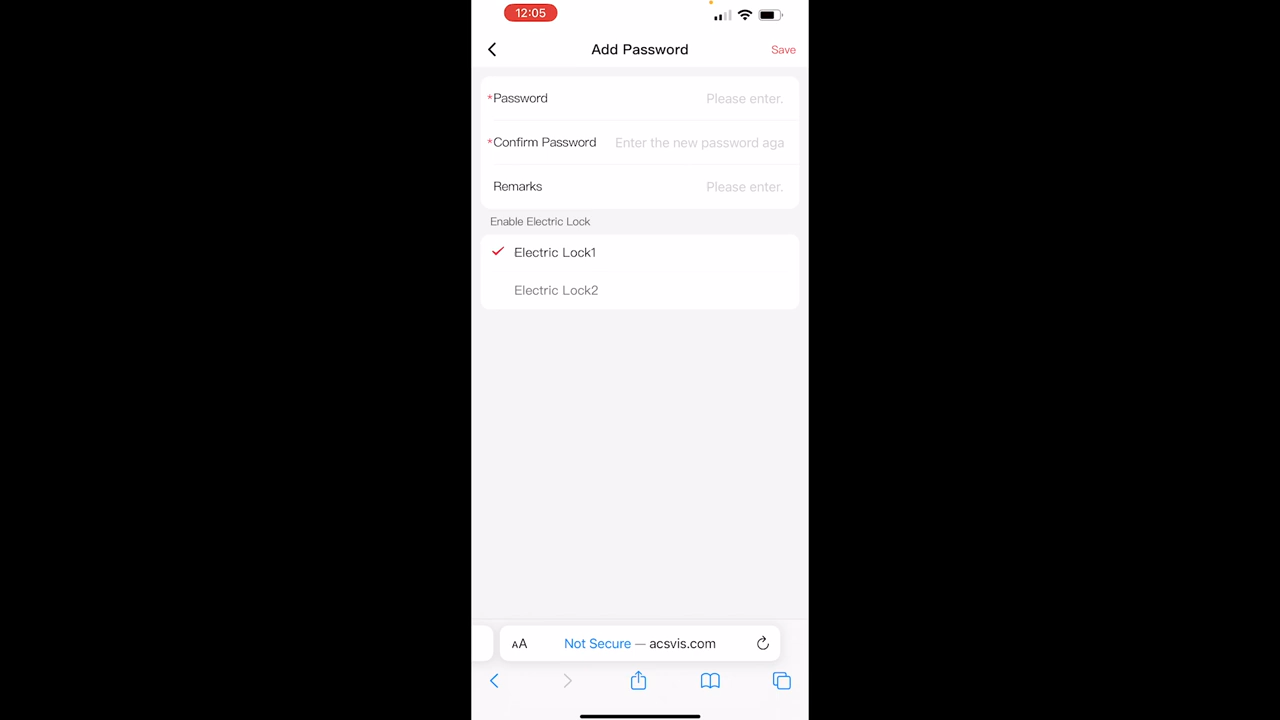 12:05
Add Password
Save
*Password
Please enter.
*Confirm Password
Enter the new password aga
Remarks
Please enter.
Enable Electric Lock
Electric Lock1
Electric Lock2
AA
Not Secure — acsvis.com